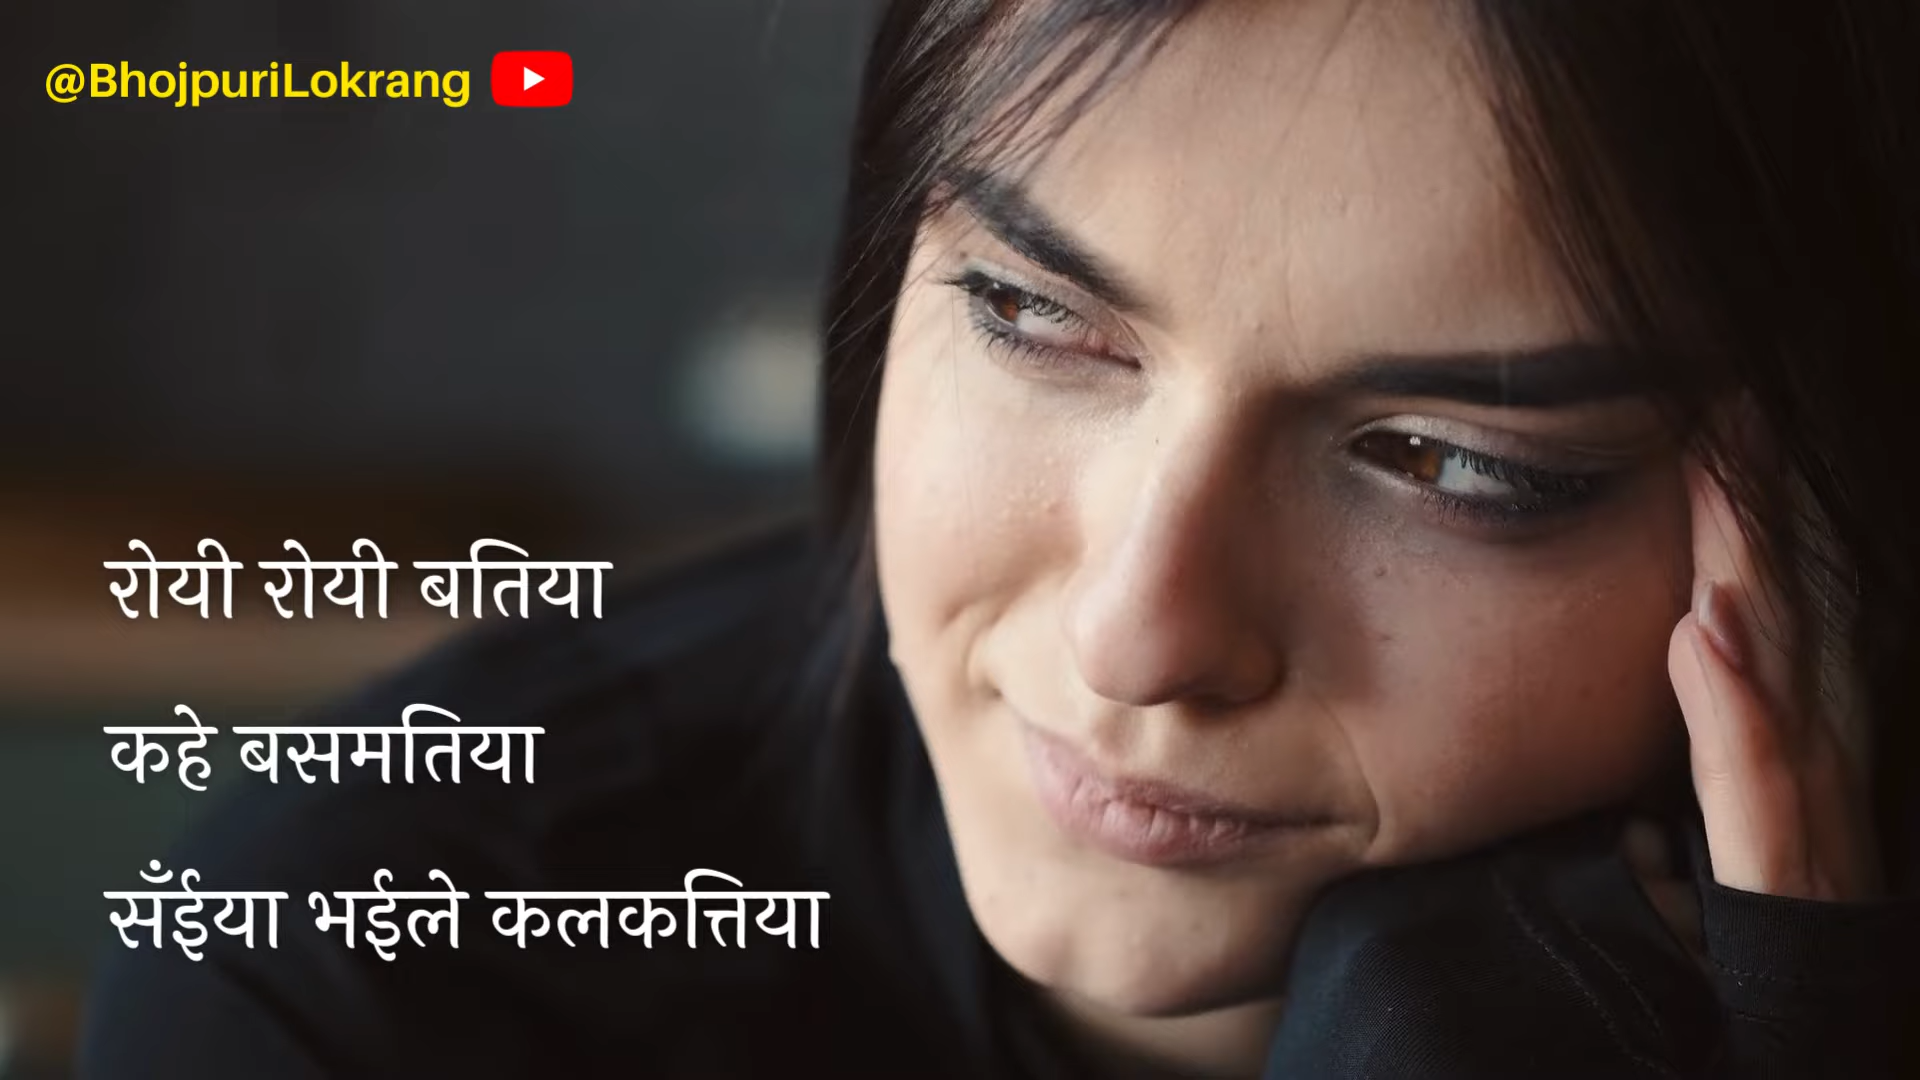 @BhojpuriLokrang
रोयी रोयी बतिया
कहे बसमतिया
सँईया भईले कलकत्तिया